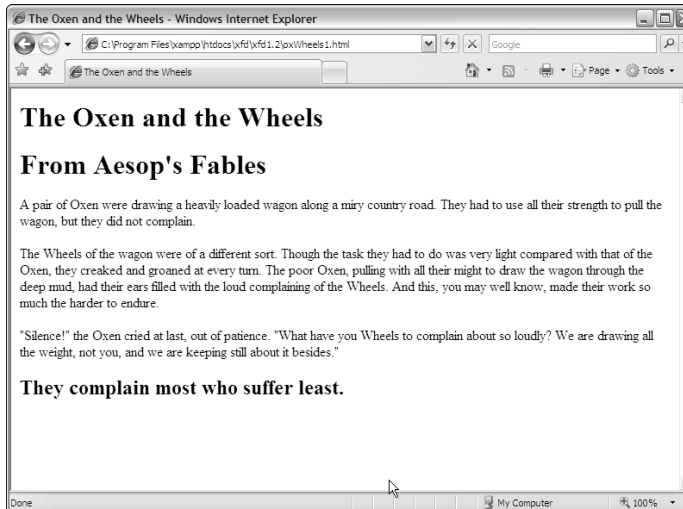 The Oxen and the Wheels - Windows Internet Explorer
C:\Program Files\xampp\htdocs\xfd\xfd1.2\oxWheels1.html
Google
The Oxen and the Wheels
Page
Tools
The Oxen and the Wheels
From Aesop's Fables
A pair of Oxen were drawing a heavily loaded wagon along a miry country road. They had to use all their strength to pull the
wagon, but they did not complain.
The Wheels of the wagon were of a different sort. Though the task they had to do was very light compared with that of the
Oxen, they creaked and groaned at every turn. The poor Oxen, pulling with all their might to draw the wagon through the
deep mud, had their ears filled with the loud complaining of the Wheels. And this, you may well know, made their work so
much the harder to endure.
"Silence!" the Oxen cried at last, out of patience. "What have you Wheels to complain about so loudly? We are drawing all
the weight, not you, and we are keeping still about it besides."
They complain most who suffer least.
Done
My Computer
100%